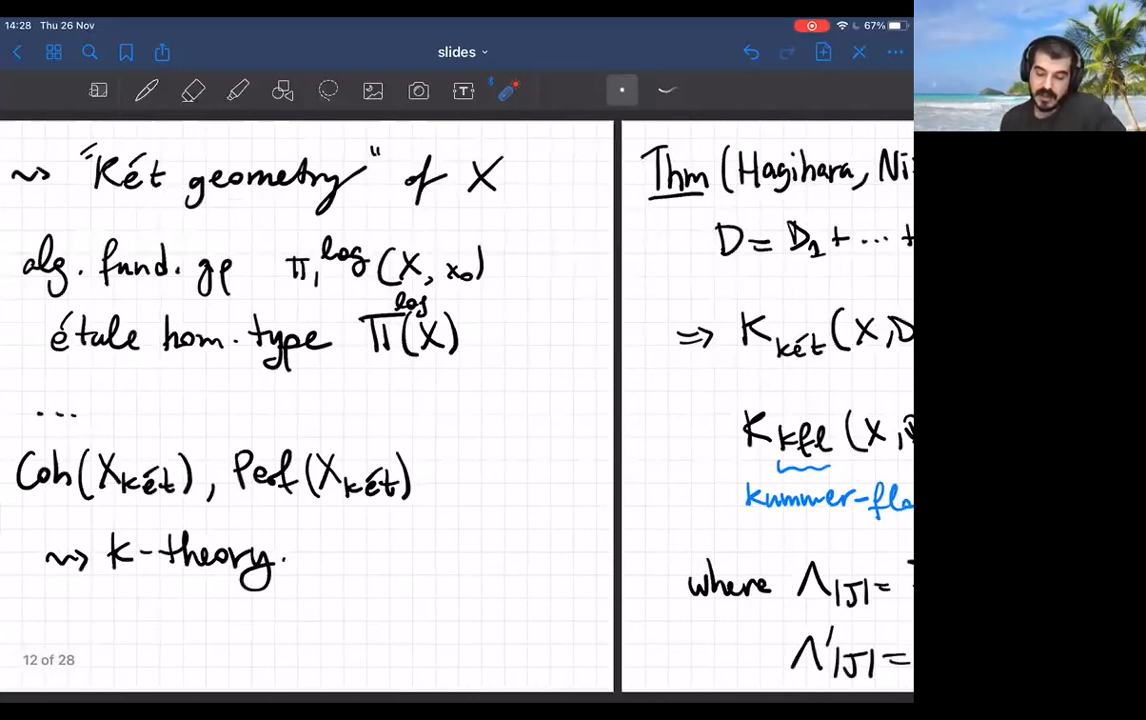 14:28 Thu 26 Nov
67%
slides
⇝ "Két geometry" of X
alg. fund. gp π₁^log (X, x₀)
étale hom. type Π^log(X)
...
Coh(X_két), Perf(X_két)
⇝ K-theory.
12 of 28
Thm (Hagihara, Ni
D = D₁ + ... +
⇒ K_két (X, D
K_kfl (X,
kummer-fla
where Λ_|J| =
Λ'_|J| =